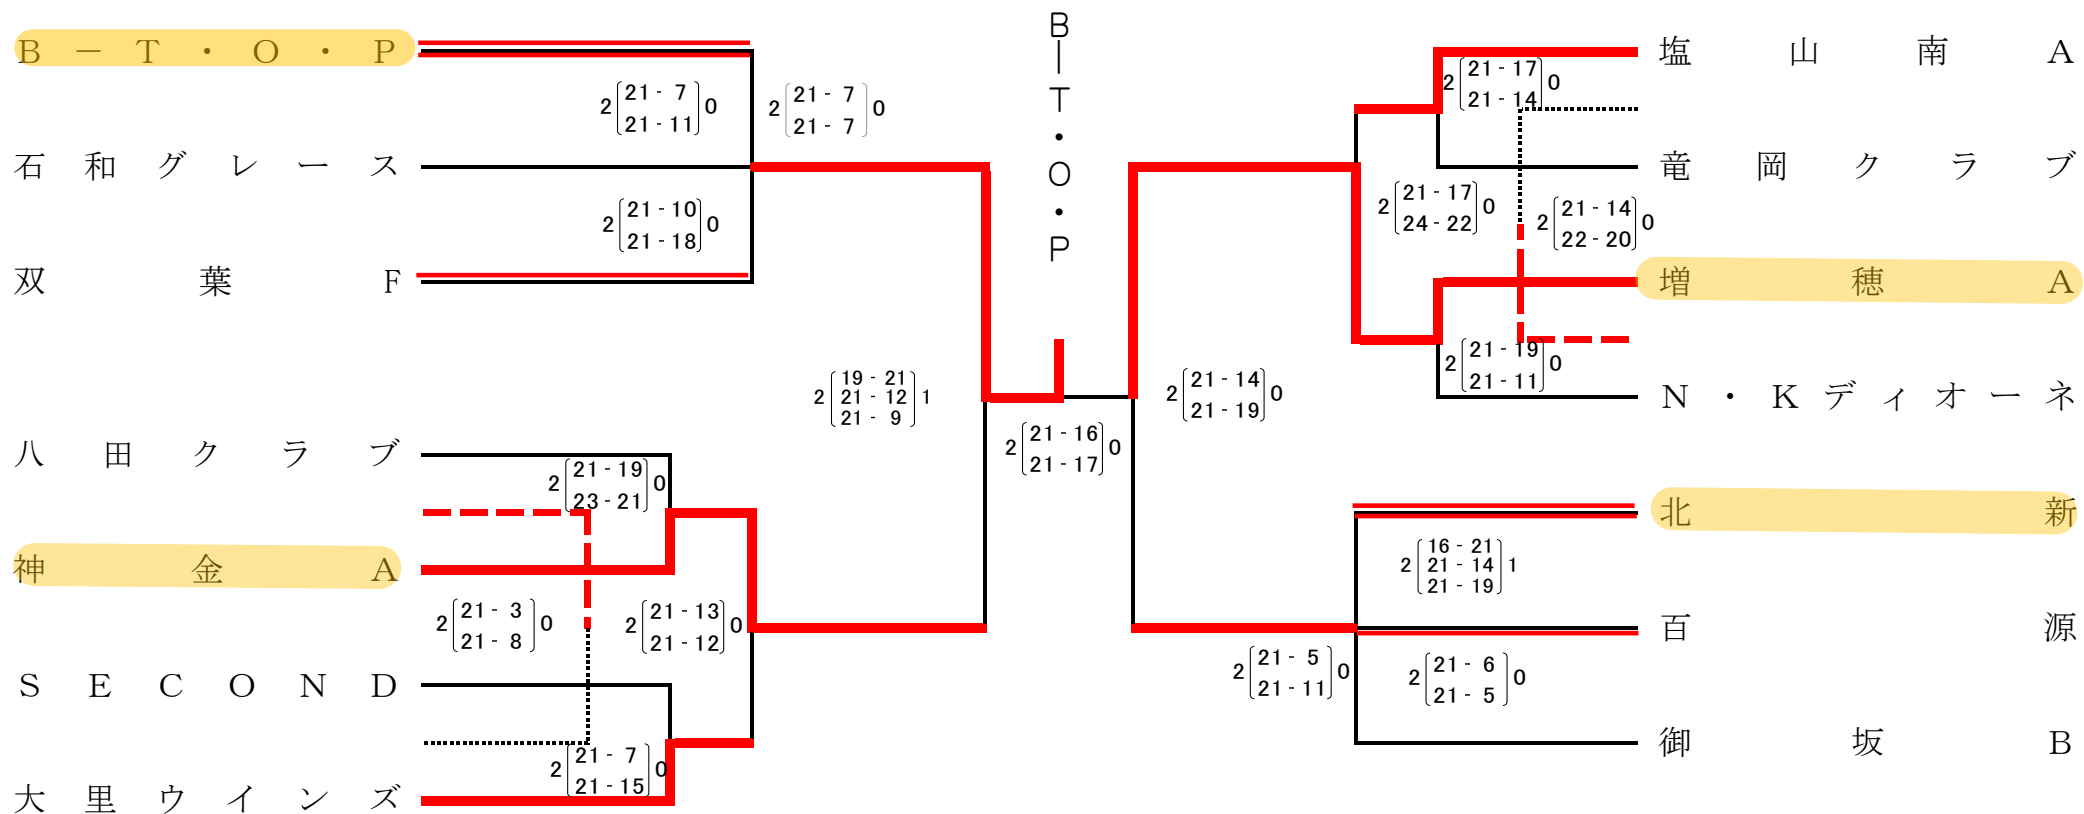 B－T・O・P
石和グレース
双葉F
八田クラブ
神金A
SECOND
大里ウインズ
2 21 - 7 0
21 - 11
2 21 - 7 0
21 - 7
2 21 - 10 0
21 - 18
2 21 - 19 0
23 - 21
2 21 - 3 0
21 - 8
2 21 - 13 0
21 - 12
2 21 - 7 0
21 - 15
19 - 21
2 21 - 12 1
21 - 9
B－T・O・P
2 21 - 16 0
21 - 17
2 21 - 14 0
21 - 19
2 21 - 17 0
21 - 14
2 21 - 17 0
24 - 22
2 21 - 14 0
22 - 20
2 21 - 19 0
21 - 11
16 - 21
2 21 - 14 1
21 - 19
2 21 - 5 0
21 - 11
2 21 - 6 0
21 - 5
塩山南A
竜岡クラブ
増穂A
N・Kディオーネ
北新
百源
御坂B